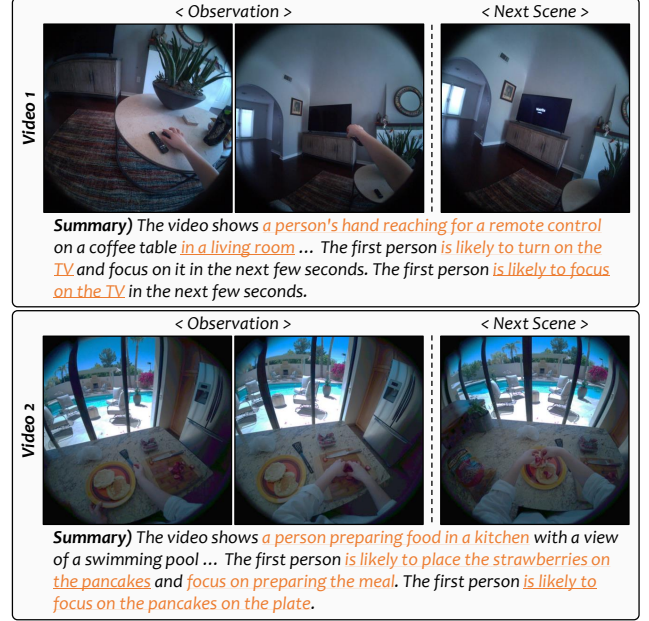 < Observation > < Next Scene >
Video 1
Summary) The video shows a person's hand reaching for a remote control
on a coffee table in a living room ... The first person is likely to turn on the
TV and focus on it in the next few seconds. The first person is likely to focus
on the TV in the next few seconds.
< Observation > < Next Scene >
Video 2
Summary) The video shows a person preparing food in a kitchen with a view
of a swimming pool ... The first person is likely to place the strawberries on
the pancakes and focus on preparing the meal. The first person is likely to
focus on the pancakes on the plate.